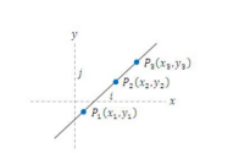 y
j
P₃(x₃,y₃)
P₂(x₂,y₂)
i
x
P₁(x₁,y₁)